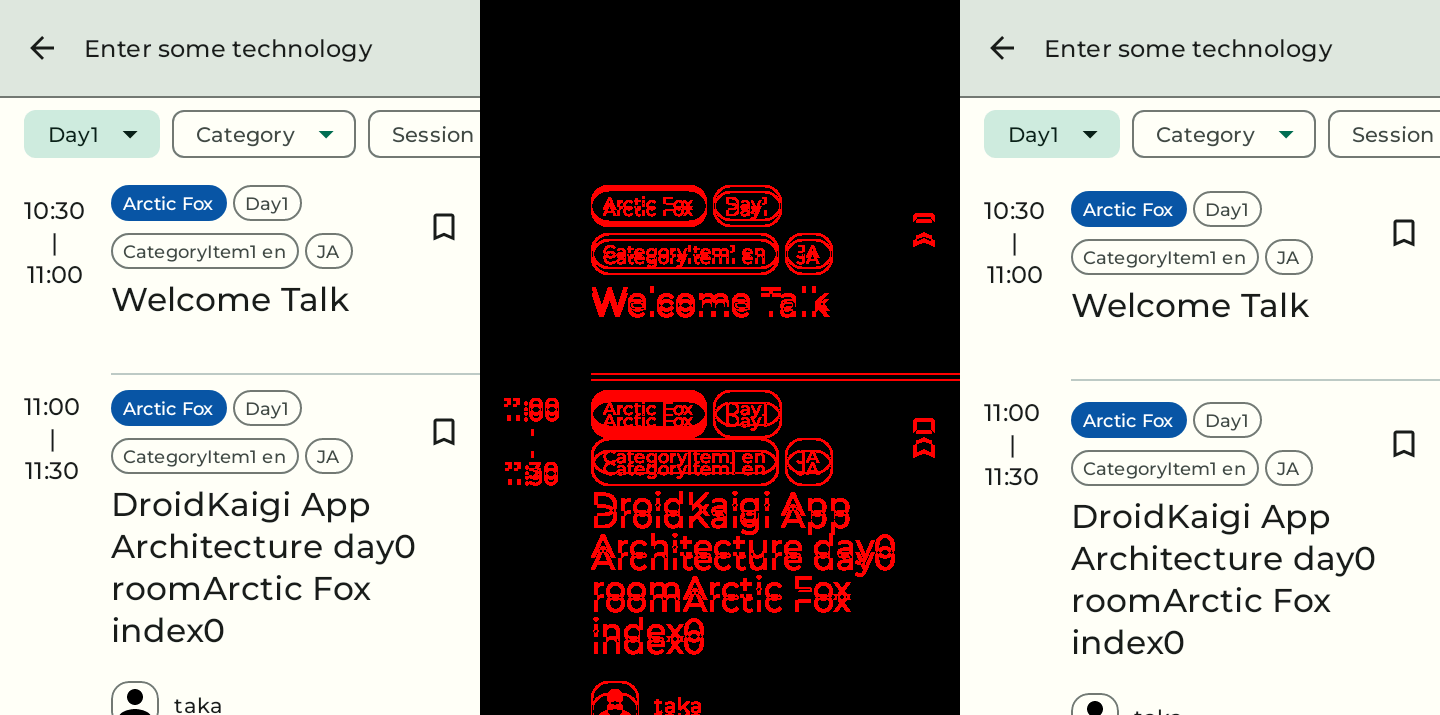 Enter some technology
Day1 Category Session
10:30
|
11:00
Arctic Fox Day1
CategoryItem1 en JA
Welcome Talk
11:00
|
11:30
Arctic Fox Day1
CategoryItem1 en JA
DroidKaigi App
Architecture day0
roomArctic Fox
index0
taka
Arctic Fox Day1
CategoryItem1 en JA
Welcome Talk
11:00
11:30
Arctic Fox Day1
CategoryItem1 en JA
DroidKaigi App
Architecture day0
roomArctic Fox
index0
taka
Enter some technology
Day1 Category Session
10:30
|
11:00
Arctic Fox Day1
CategoryItem1 en JA
Welcome Talk
11:00
|
11:30
Arctic Fox Day1
CategoryItem1 en JA
DroidKaigi App
Architecture day0
roomArctic Fox
index0
taka